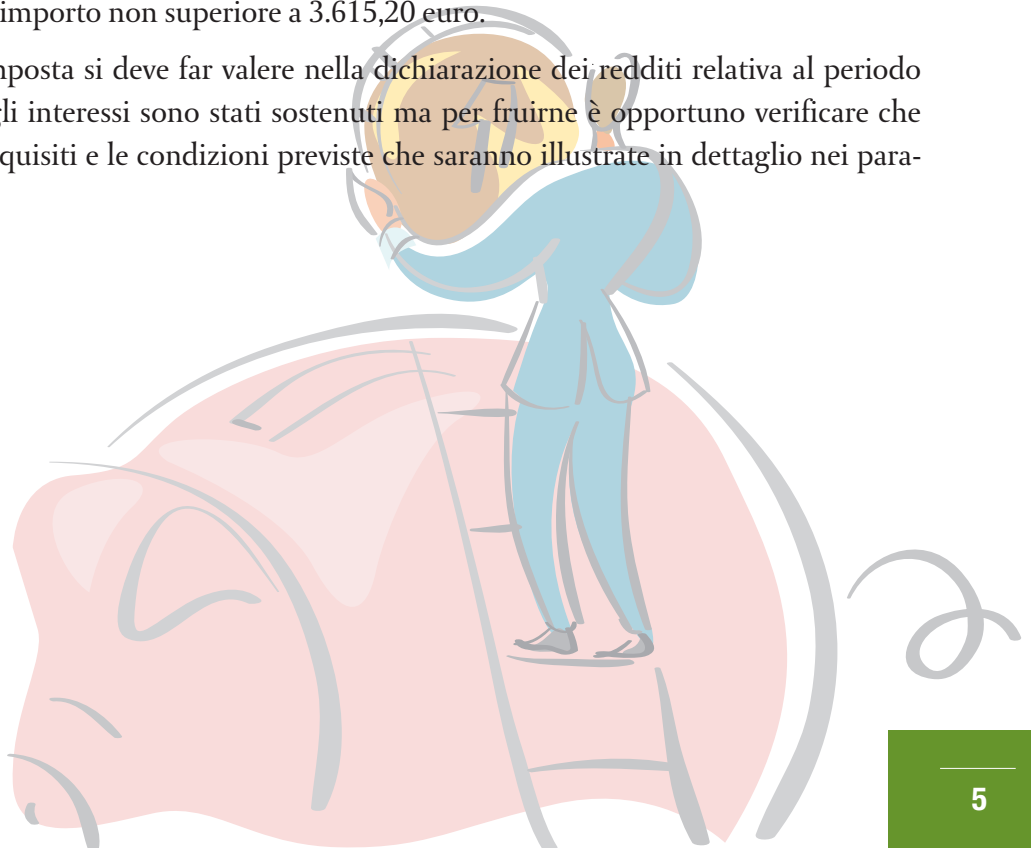 importo non superiore a 3.615,20 euro.
mposta si deve far valere nella dichiarazione dei redditi relativa al periodo
gli interessi sono stati sostenuti ma per fruirne è opportuno verificare che
quisiti e le condizioni previste che saranno illustrate in dettaglio nei para-
5